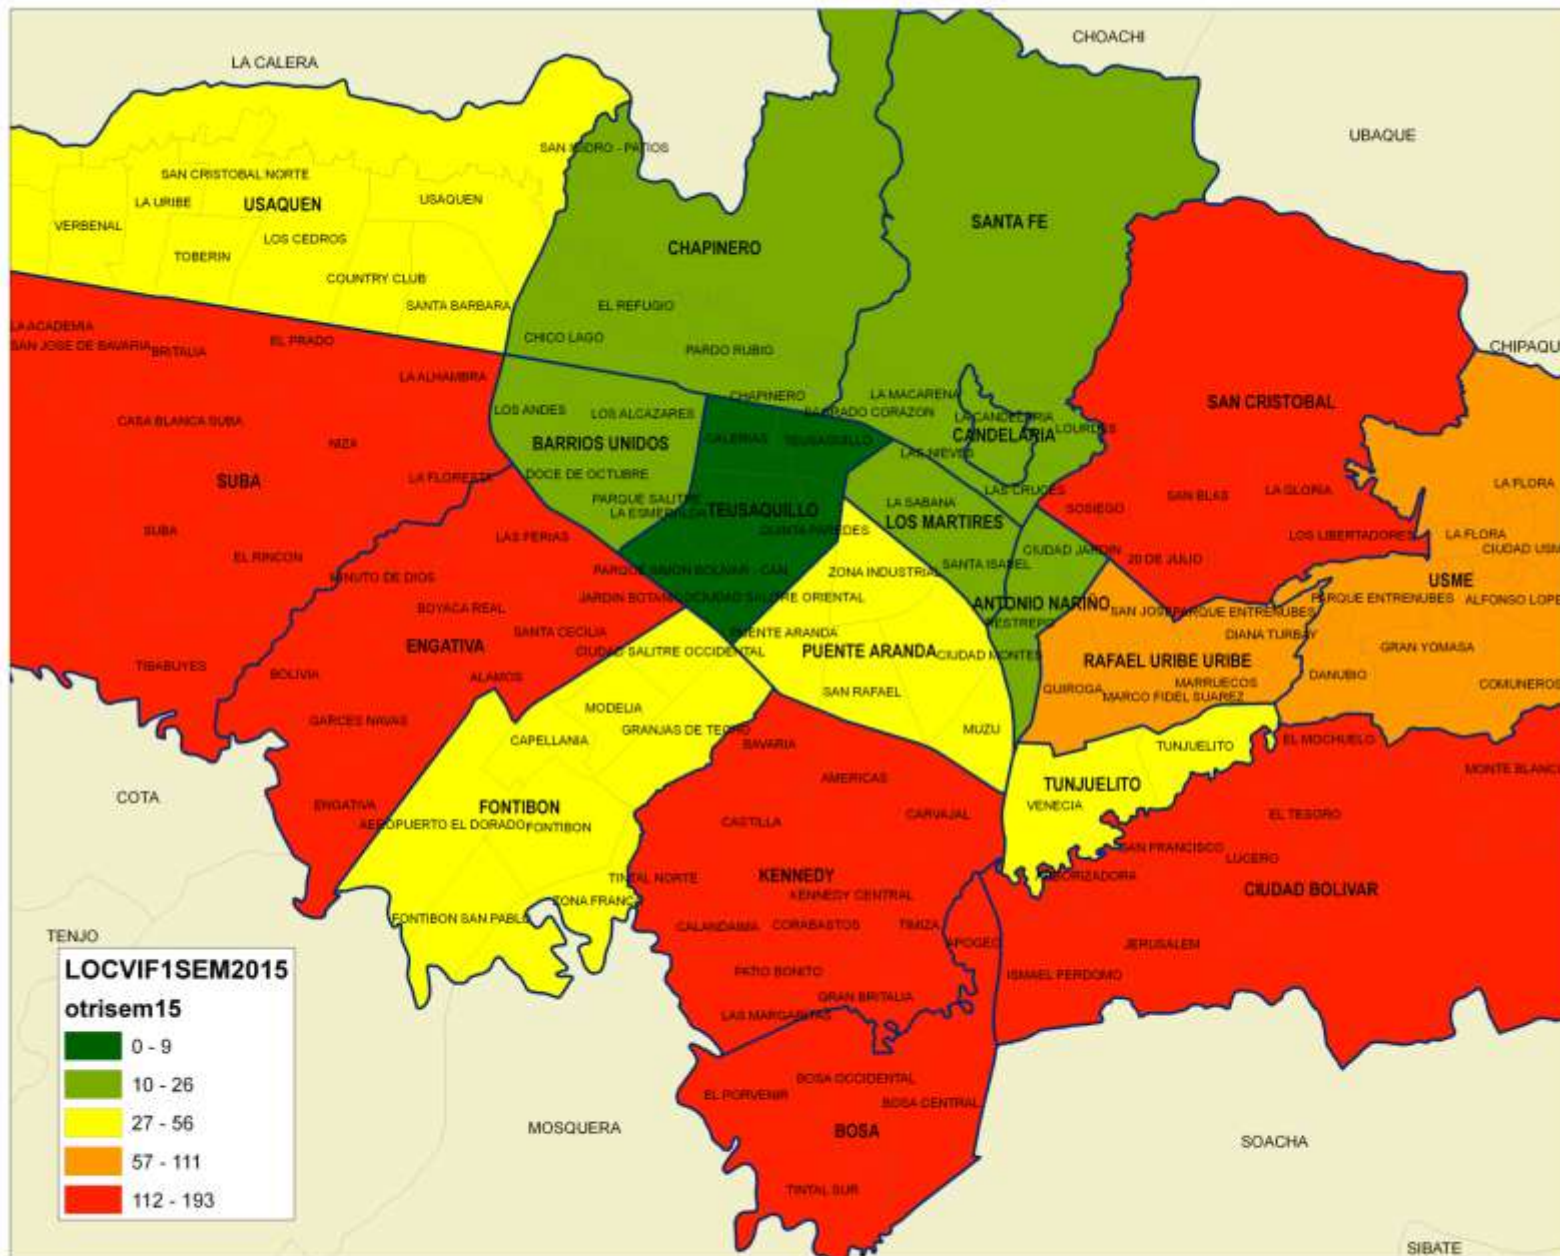 CHOACHI
LA CALERA
UBAQUE
SAN ISIDRO - PATIOS
SAN CRISTOBAL NORTE
USAQUEN
LA URIBE
USAQUEN
SANTA FE
VERBENAL
LOS CEDROS
CHAPINERO
TOBERIN
COUNTRY CLUB
SANTA BARBARA
EL REFUGIO
LA ACADEMIA
CHICO LAGO
EL PRADO
SAN JOSE DE BAVARIA
BRITALIA
PARDO RUBIO
CHIPAQU
LA ALHAMBRA
CHAPINERO
LA MACARENA
SAN CRISTOBAL
LOS ANDES
LOS ALCAZARES
SAGRADO CORAZON
LA CANDELARIA
CASA BLANCA SUBA
LOURDES
CANDELARIA
NIZA
BARRIOS UNIDOS
GALERIAS
TEUSAQUILLO
LAS NIEVES
SUBA
LA FLORESTA
DOCE DE OCTUBRE
LA FLORA
LAS CRUCES
LA GLORIA
PARQUE SALITRE
SAN BLAS
LA SABANA
LA ESMERALDA
TEUSAQUILLO
SOSIEGO
LOS MARTIRES
SUBA
QUINTA PAREDES
LAS FERIAS
LOS LIBERTADORES
LA FLORA
CIUDAD JARDIN
CIUDAD USM
EL RINCON
20 DE JULIO
SANTA ISABEL
PARQUE SIMON BOLIVAR - CAN
ZONA INDUSTRIAL
MINUTO DE DIOS
USME
JARDIN BOTANICO
CIUDAD SALITRE ORIENTAL
PARQUE ENTRENUBES
ALFONSO LOPE
ANTONIO NARIÑO
BOYACA REAL
SAN JOSE
PARQUE ENTRENUBES
RESTREPO
SANTA CECILIA
PUENTE ARANDA
DIANA TURBAY
ENGATIVA
CIUDAD SALITRE OCCIDENTAL
PUENTE ARANDA
CIUDAD MONTES
GRAN YOMASA
RAFAEL URIBE URIBE
TIBABUYES
BOLIVIA
ALAMOS
DANUBIO
MARRUECOS
COMUNEROS
SAN RAFAEL
QUIROGA
MARCO FIDEL SUAREZ
MODELIA
GARCES NAVAS
GRANJAS DE TECHO
MUZU
CAPELLANIA
BAVARIA
TUNJUELITO
EL MOCHUELO
MONTE BLANC
AMERICAS
TUNJUELITO
COTA
ENGATIVA
FONTIBON
VENECIA
CARVAJAL
EL TESORO
CASTILLA
AEROPUERTO EL DORADO
FONTIBON
SAN FRANCISCO
LUCERO
TINTAL NORTE
KENNEDY
ARBORIZADORA
CIUDAD BOLIVAR
KENNEDY CENTRAL
ZONA FRANCA
FONTIBON SAN PABLO
CALANDAIMA
CORABASTOS
TIMIZA
TENJO
APOGEO
JERUSALEM
PATIO BONITO
ISMAEL PERDOMO
GRAN BRITALIA
LAS MARGARITAS
LOCVIF1SEM2015
otrisem15
0 - 9
10 - 26
27 - 56
57 - 111
112 - 193
BOSA OCCIDENTAL
EL PORVENIR
BOSA CENTRAL
MOSQUERA
BOSA
SOACHA
TINTAL SUR
SIBATE